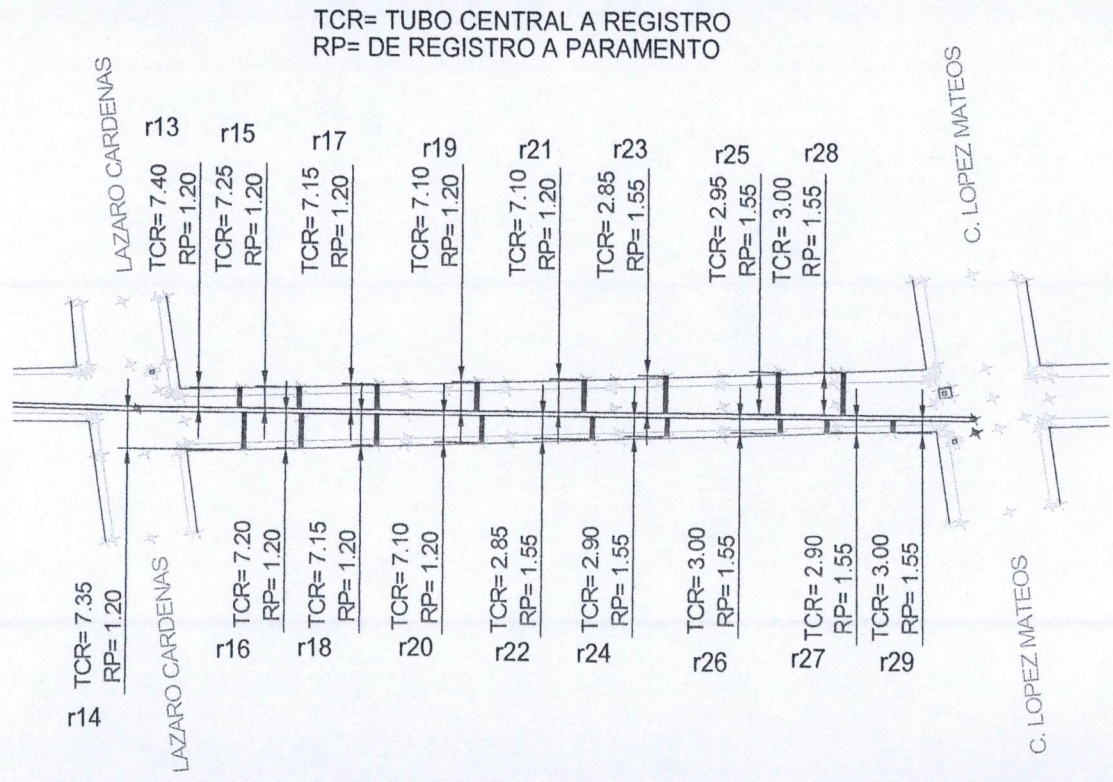 TCR= TUBO CENTRAL A REGISTRO
RP= DE REGISTRO A PARAMENTO
LAZARO CARDENAS
C. LOPEZ MATEOS
r13
TCR= 7.40
RP= 1.20
r15
TCR= 7.25
RP= 1.20
r17
TCR= 7.15
RP= 1.20
r19
TCR= 7.10
RP= 1.20
r21
TCR= 7.10
RP= 1.20
r23
TCR= 2.85
RP= 1.55
r25
TCR= 2.95
RP= 1.55
r28
TCR= 3.00
RP= 1.55
TCR= 7.35
RP= 1.20
r14
LAZARO CARDENAS
TCR= 7.20
RP= 1.20
r16
TCR= 7.15
RP= 1.20
r18
TCR= 7.10
RP= 1.20
r20
TCR= 2.85
RP= 1.55
r22
TCR= 2.90
RP= 1.55
r24
TCR= 3.00
RP= 1.55
r26
TCR= 2.90
RP= 1.55
r27
TCR= 3.00
RP= 1.55
r29
C. LOPEZ MATEOS